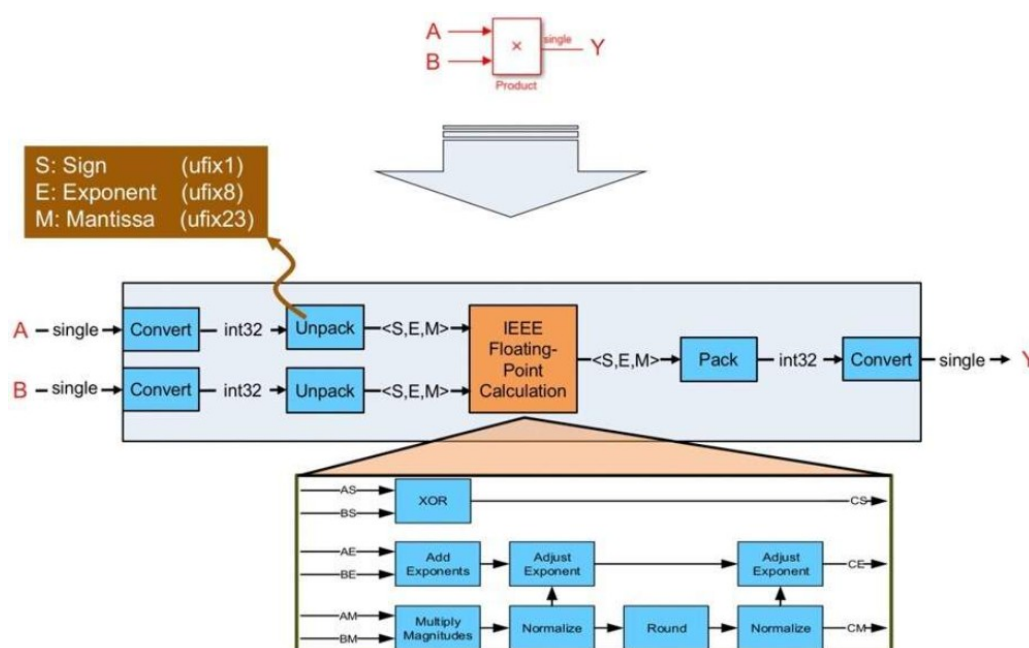 A
B
×
single
Y
Product
S: Sign (ufix1)
E: Exponent (ufix8)
M: Mantissa (ufix23)
A single Convert int32 Unpack <S,E,M>
IEEE
Floating-
Point
Calculation
<S,E,M> Pack int32 Convert single Y
B single Convert int32 Unpack <S,E,M>
AS
BS
XOR
CS
AE
BE
Add
Exponents
Adjust
Exponent
Adjust
Exponent
CE
AM
BM
Multiply
Magnitudes
Normalize
Round
Normalize
CM